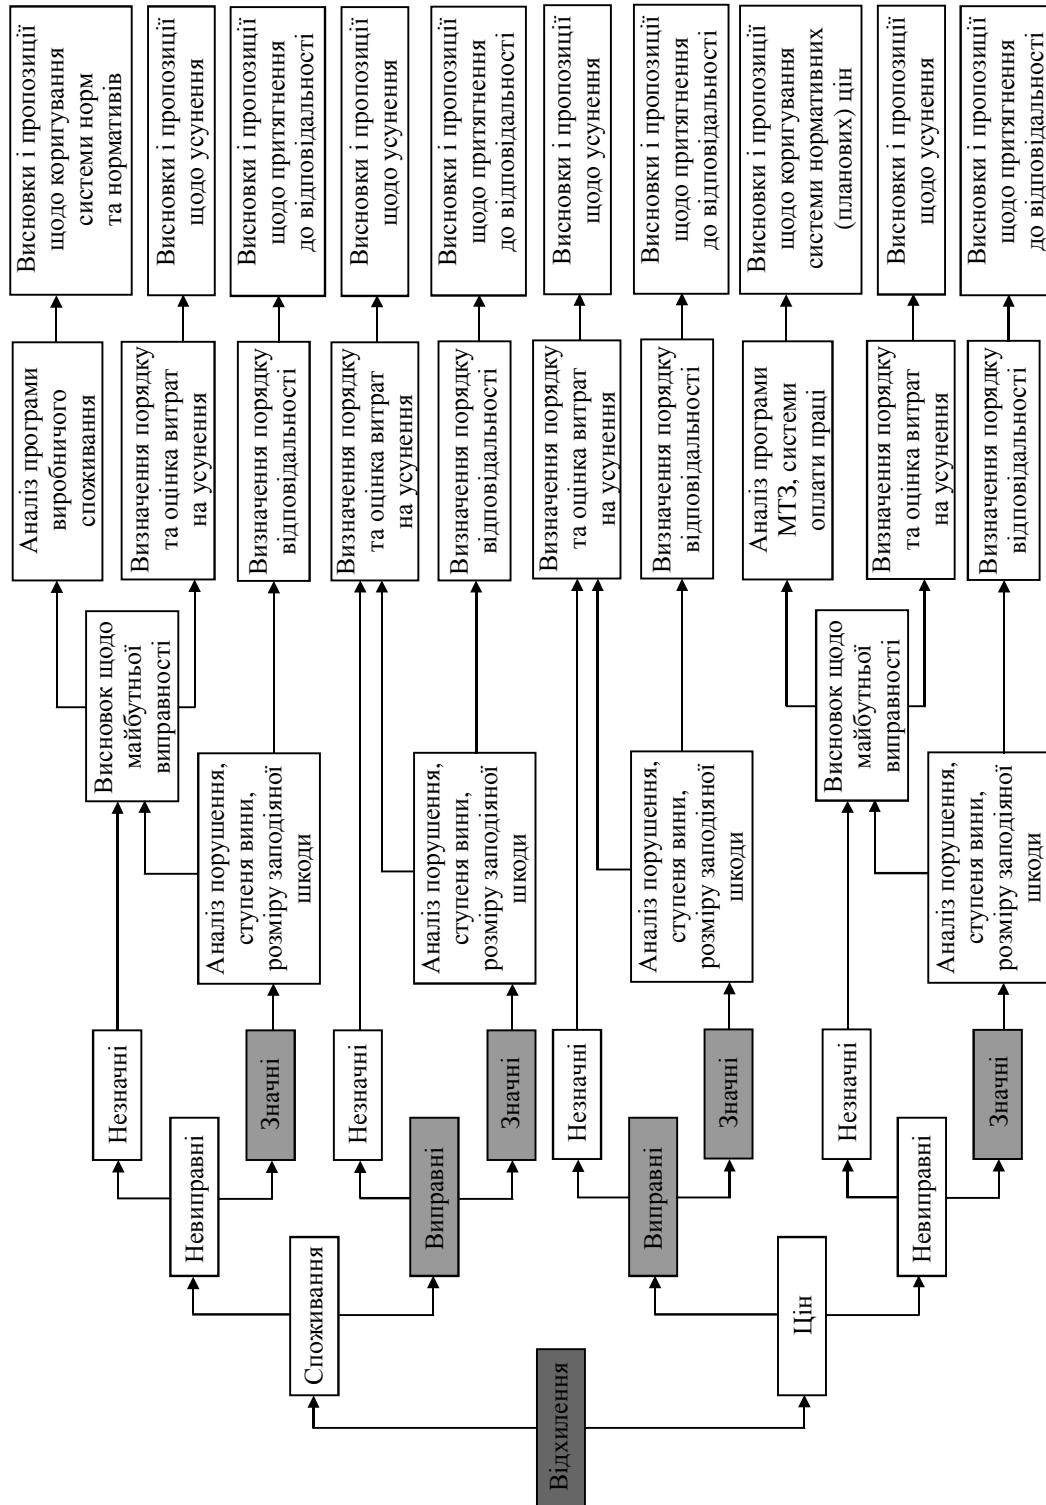 Відхилення
Споживання
Цін
Невиправні
Виправні
Виправні
Невиправні
Незначні
Значні
Незначні
Значні
Незначні
Значні
Незначні
Значні
Аналіз порушення,
ступеня вини,
розміру заподіяної
шкоди
Аналіз порушення,
ступеня вини,
розміру заподіяної
шкоди
Аналіз порушення,
ступеня вини,
розміру заподіяної
шкоди
Аналіз порушення,
ступеня вини,
розміру заподіяної
шкоди
Висновок щодо
майбутньої
виправності
Висновок щодо
майбутньої
виправності
Аналіз програми
виробничого
споживання
Визначення порядку
та оцінка витрат
на усунення
Визначення порядку
відповідальності
Визначення порядку
та оцінка витрат
на усунення
Визначення порядку
відповідальності
Визначення порядку
та оцінка витрат
на усунення
Визначення порядку
відповідальності
Аналіз програми
МТЗ, системи
оплати праці
Визначення порядку
та оцінка витрат
на усунення
Визначення порядку
відповідальності
Висновки і пропозиції
щодо коригування
системи норм
та нормативів
Висновки і пропозиції
щодо усунення
Висновки і пропозиції
щодо притягнення
до відповідальності
Висновки і пропозиції
щодо усунення
Висновки і пропозиції
щодо притягнення
до відповідальності
Висновки і пропозиції
щодо усунення
Висновки і пропозиції
щодо притягнення
до відповідальності
Висновки і пропозиції
щодо коригування
системи нормативних
(планових) цін
Висновки і пропозиції
щодо усунення
Висновки і пропозиції
щодо притягнення
до відповідальності